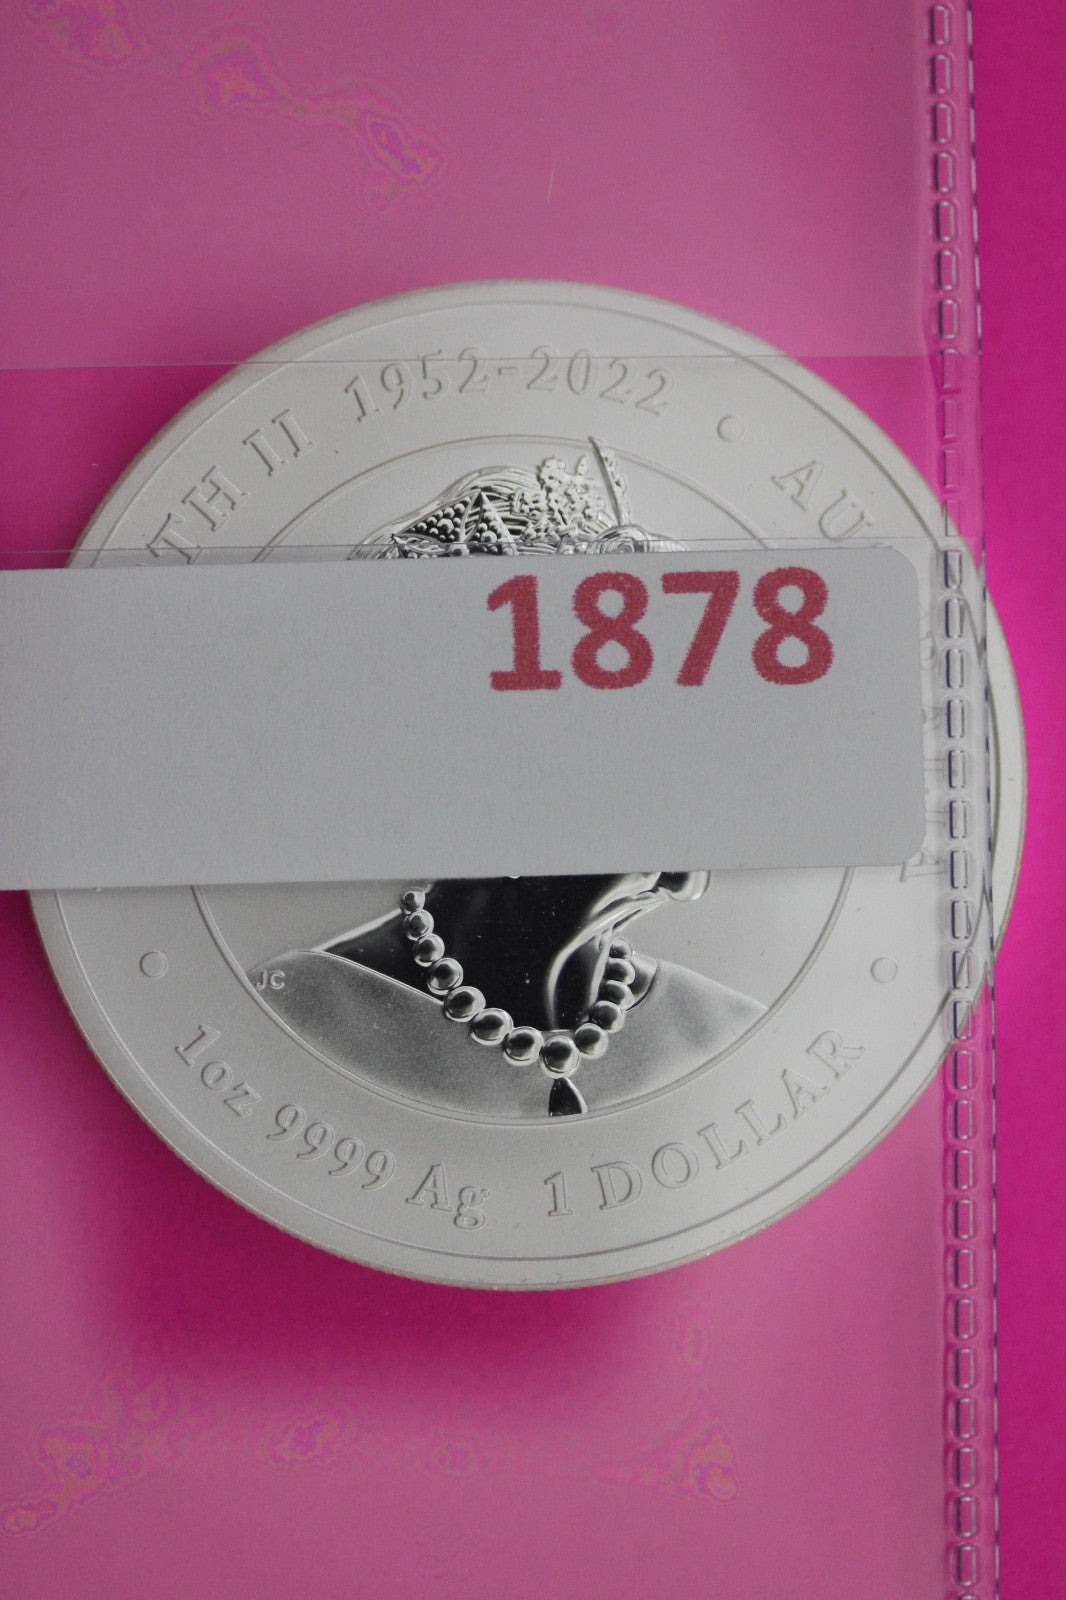 TH II 1952-2022 • AU
1878
JC
1oz 9999 Ag 1 DOLLAR